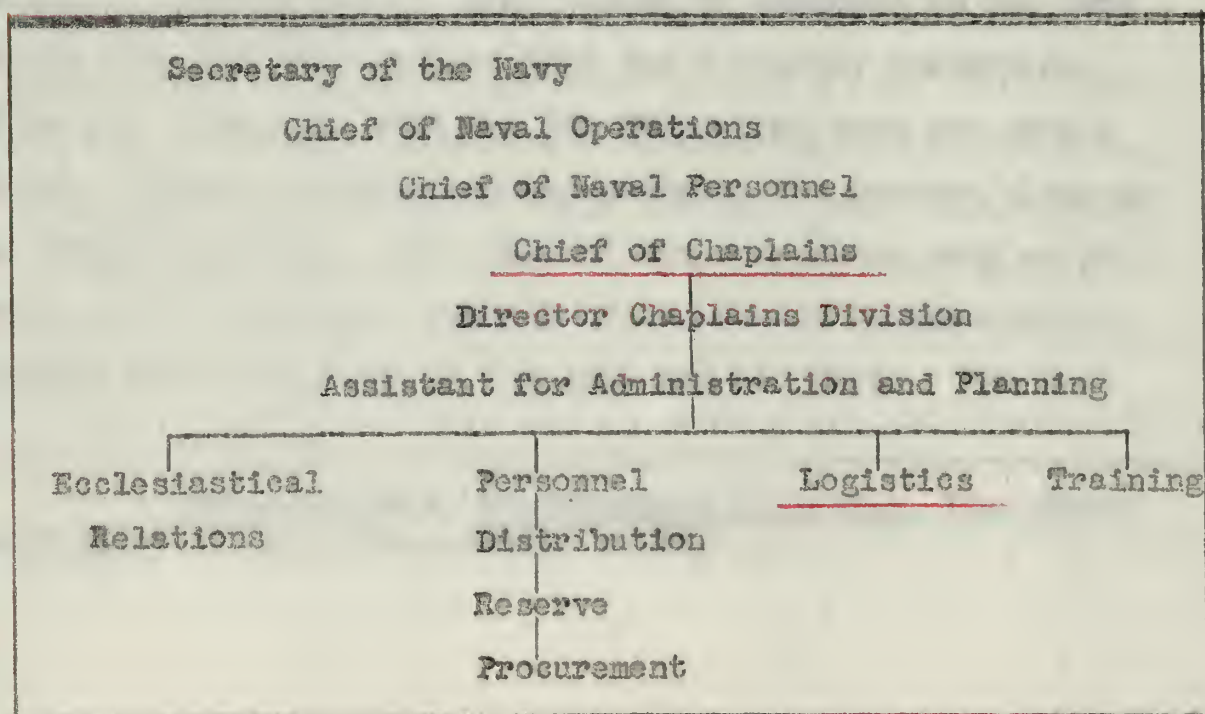 Secretary of the Navy
Chief of Naval Operations
Chief of Naval Personnel
Chief of Chaplains
Director Chaplains Division
Assistant for Administration and Planning
Ecclesiastical Personnel Logistics Training
Relations Distribution
Reserve
Procurement